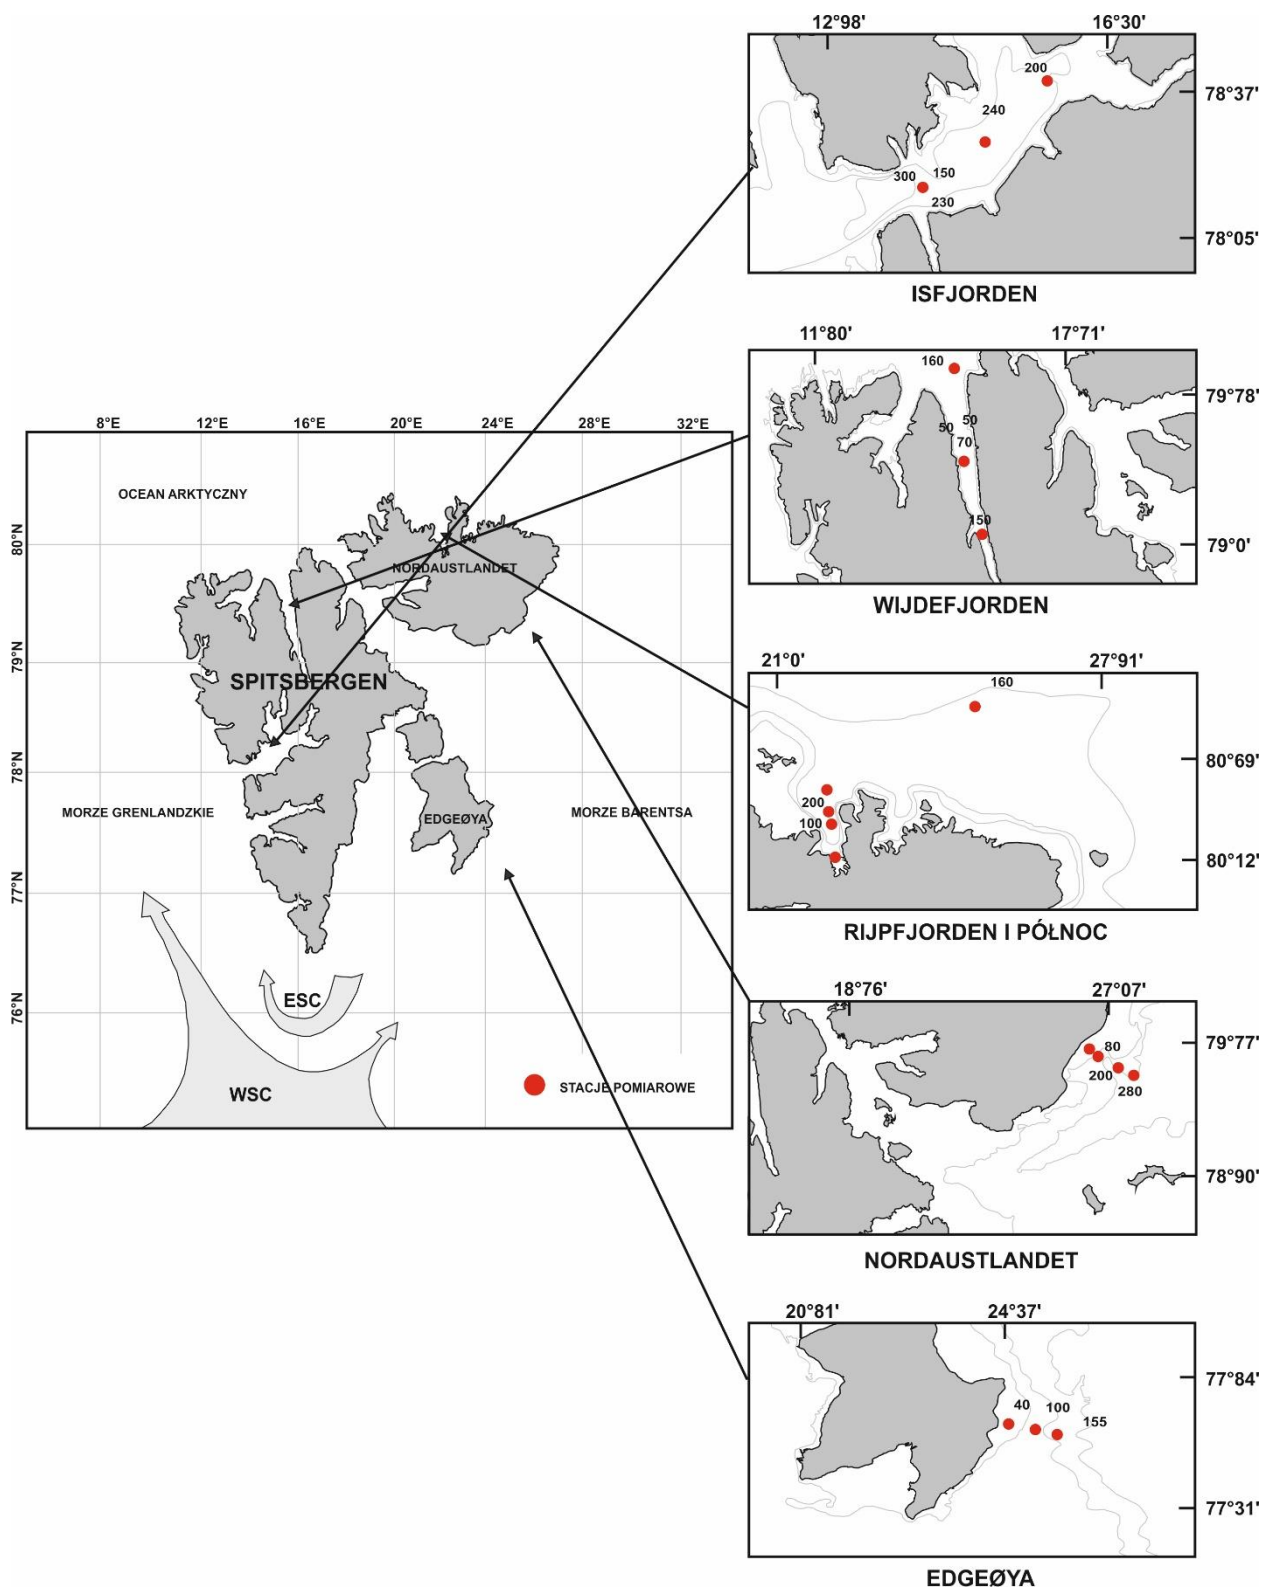 8°E
12°E
16°E
20°E
24°E
28°E
32°E
80°N
79°N
78°N
77°N
76°N
OCEAN ARKTYCZNY
NORDAUSTLANDET
SPITSBERGEN
MORZE GRENLANDZKIE
EDGEØYA
MORZE BARENTSA
ESC
WSC
STACJE POMIAROWE
12°98'
16°30'
200
78°37'
240
300
150
230
78°05'
ISFJORDEN
11°80'
17°71'
160
79°78'
50
50
70
150
79°0'
WIJDEFJORDEN
21°0'
27°91'
160
80°69'
200
100
80°12'
RIJPFJORDEN I PÓŁNOC
18°76'
27°07'
80
79°77'
200
280
78°90'
NORDAUSTLANDET
20°81'
24°37'
77°84'
40
100
155
77°31'
EDGEØYA